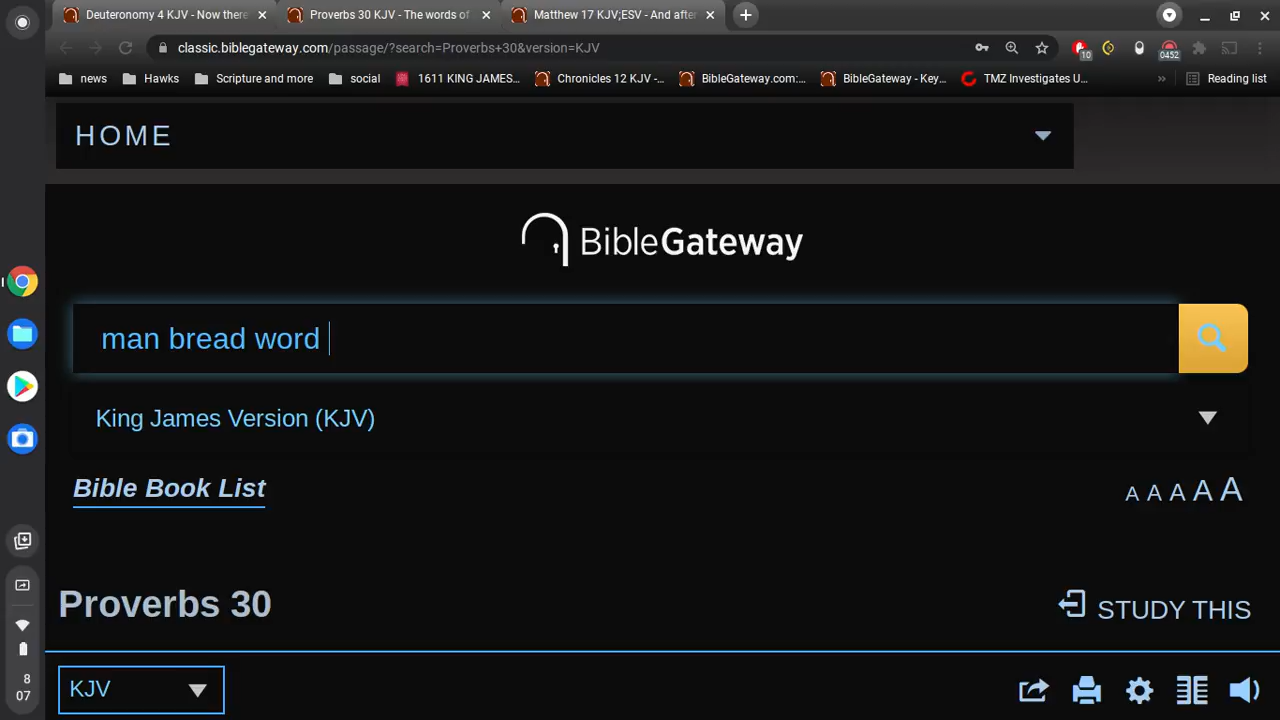 Deuteronomy 4 KJV - Now there
Proverbs 30 KJV - The words of
Matthew 17 KJV;ESV - And after
classic.biblegateway.com/passage/?search=Proverbs+30&version=KJV
10
0452
news
Hawks
Scripture and more
social
1611 KING JAMES...
Chronicles 12 KJV -...
BibleGateway.com:...
BibleGateway - Key...
TMZ Investigates U...
Reading list
HOME
BibleGateway
man bread word
King James Version (KJV)
Bible Book List
A A A A A
Proverbs 30
STUDY THIS
KJV
8
07